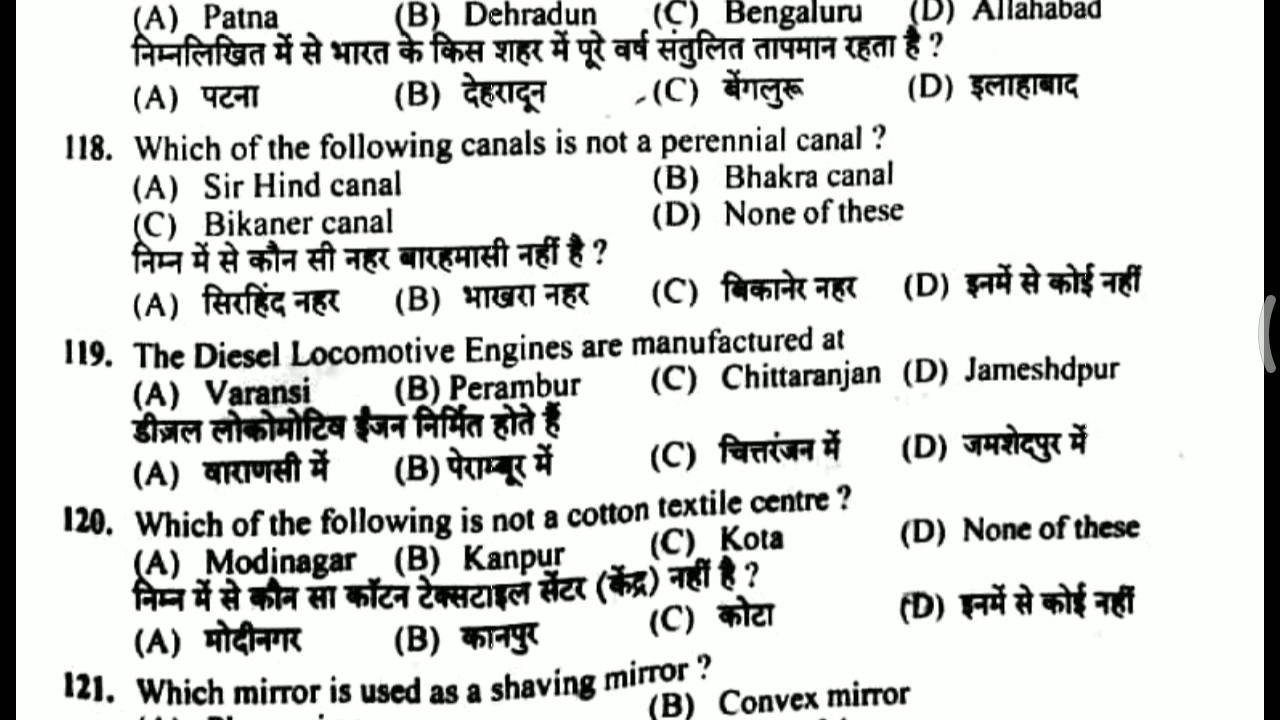 (A) Patna (B) Dehradun (C) Bengaluru (D) Allahabad
निम्नलिखित में से भारत के किस शहर में पूरे वर्ष संतुलित तापमान रहता है ?
(A) पटना (B) देहरादून (C) बेंगलुरू (D) इलाहाबाद
118. Which of the following canals is not a perennial canal ?
(A) Sir Hind canal (B) Bhakra canal
(C) Bikaner canal (D) None of these
निम्न में से कौन सी नहर बारहमासी नहीं है ?
(A) सिरहिंद नहर (B) भाखरा नहर (C) बिकानेर नहर (D) इनमें से कोई नहीं
119. The Diesel Locomotive Engines are manufactured at
(A) Varansi (B) Perambur (C) Chittaranjan (D) Jameshdpur
डीज़ल लोकोमोटिव ईंजन निर्मित होते हैं
(A) वाराणसी में (B) पेराम्बूर में (C) चित्तरंजन में (D) जमशेदपुर में
120. Which of the following is not a cotton textile centre ?
(A) Modinagar (B) Kanpur (C) Kota (D) None of these
निम्न में से कौन सा कॉटन टेक्सटाइल सेंटर (केंद्र) नहीं है ?
(A) मोदीनगर (B) कानपुर (C) कोटा (D) इनमें से कोई नहीं
121. Which mirror is used as a shaving mirror ?
(B) Convex mirror